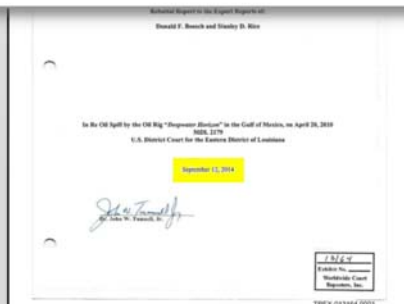 Rebuttal Report to the Expert Reports of:
Donald F. Boesch and Stanley D. Rice
In Re Oil Spill by the Oil Rig "Deepwater Horizon" in the Gulf of Mexico, on April 20, 2010
MDL 2179
U.S. District Court for the Eastern District of Louisiana
September 12, 2014
Dr. John W. Tunnell, Jr.
Exhibit No.
Worldwide Court
Reporters, Inc.